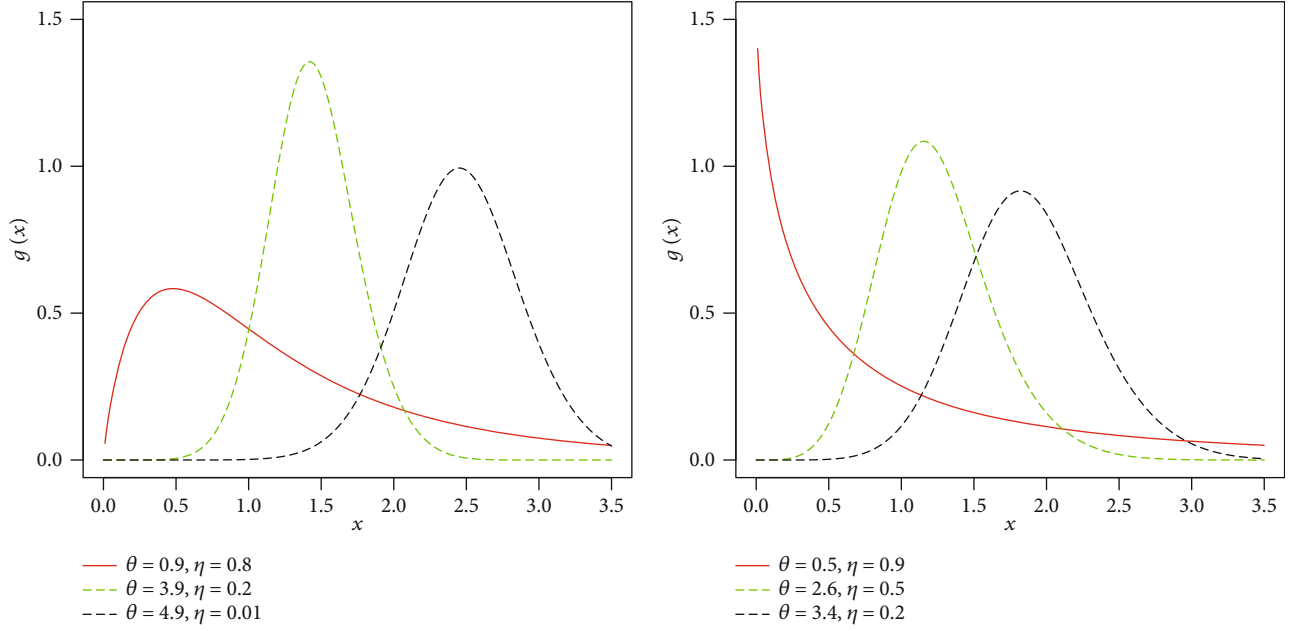 1.5
1.0
0.5
0.0
g (x)
0.0 0.5 1.0 1.5 2.0 2.5 3.0 3.5
x
θ = 0.9, η = 0.8
θ = 3.9, η = 0.2
θ = 4.9, η = 0.01
1.5
1.0
0.5
0.0
g (x)
0.0 0.5 1.0 1.5 2.0 2.5 3.0 3.5
x
θ = 0.5, η = 0.9
θ = 2.6, η = 0.5
θ = 3.4, η = 0.2